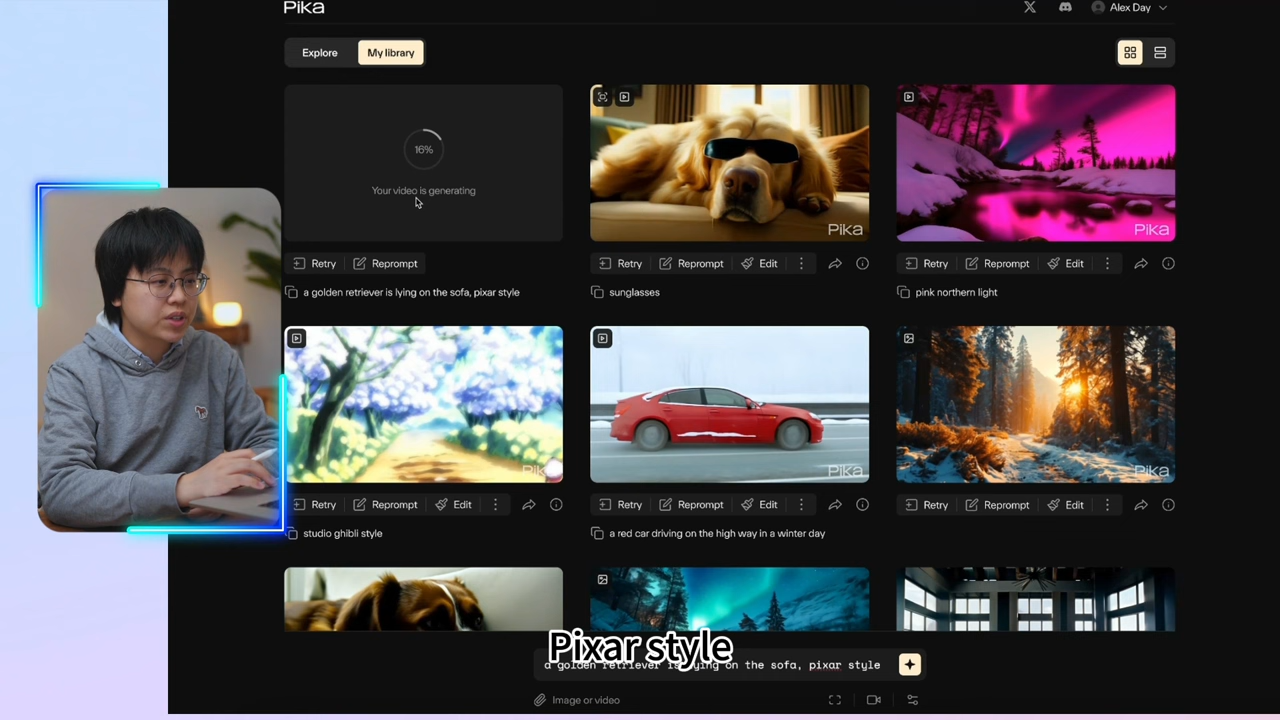 Pika
Alex Day
Explore
My library
16%
Your video is generating
Pika
Pika
Retry
Reprompt
Retry
Reprompt
Edit
Retry
Reprompt
Edit
a golden retriever is lying on the sofa, pixar style
sunglasses
pink northern light
Pika
Pika
Pika
Retry
Reprompt
Edit
Retry
Reprompt
Edit
Retry
Reprompt
Edit
studio ghibli style
a red car driving on the high way in a winter day
Pixar style
a golden retriever is lying on the sofa, pixar style
Image or video